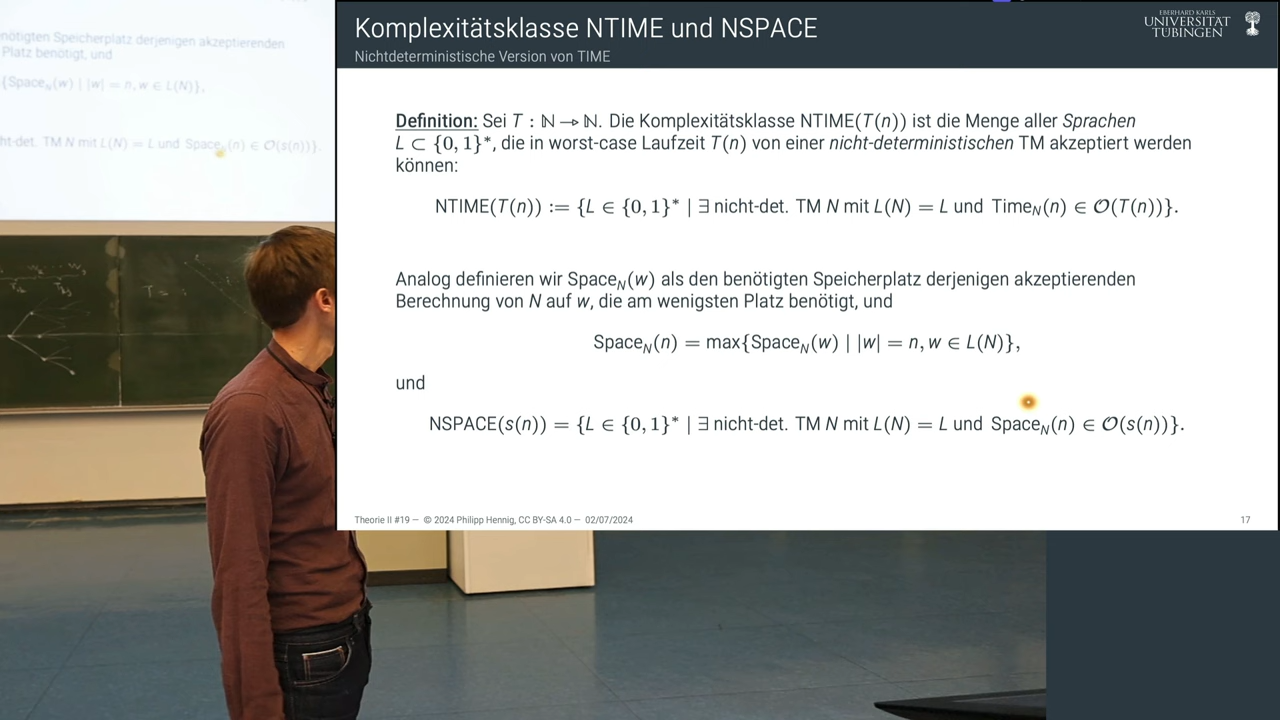 Komplexitätsklasse NTIME und NSPACE
Nichtdeterministische Version von TIME
EBERHARD KARLS
UNIVERSITÄT
TÜBINGEN
Definition: Sei T : ℕ → ℕ. Die Komplexitätsklasse NTIME(T(n)) ist die Menge aller Sprachen
L ⊂ {0, 1}*, die in worst-case Laufzeit T(n) von einer nicht-deterministischen TM akzeptiert werden
können:
NTIME(T(n)) := {L ∈ {0, 1}* | ∃ nicht-det. TM N mit L(N) = L und Time_N(n) ∈ 𝒪(T(n))}.
Analog definieren wir Space_N(w) als den benötigten Speicherplatz derjenigen akzeptierenden
Berechnung von N auf w, die am wenigsten Platz benötigt, und
Space_N(n) = max{Space_N(w) | |w| = n, w ∈ L(N)},
und
NSPACE(s(n)) = {L ∈ {0, 1}* | ∃ nicht-det. TM N mit L(N) = L und Space_N(n) ∈ 𝒪(s(n))}.
Theorie II #19 — © 2024 Philipp Hennig, CC BY-SA 4.0 — 02/07/2024
17
nötigten Speicherplatz derjenigen akzeptierenden
Platz benötigt, und
{Space_N(w) | |w| = n, w ∈ L(N)},
ht-det. TM N mit L(N) = L und Space_N(n) ∈ 𝒪(s(n))}.